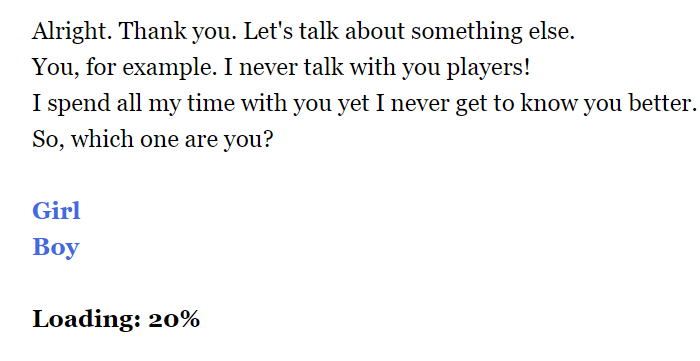 Alright. Thank you. Let's talk about something else.
You, for example. I never talk with you players!
I spend all my time with you yet I never get to know you better.
So, which one are you?
Girl
Boy
Loading: 20%